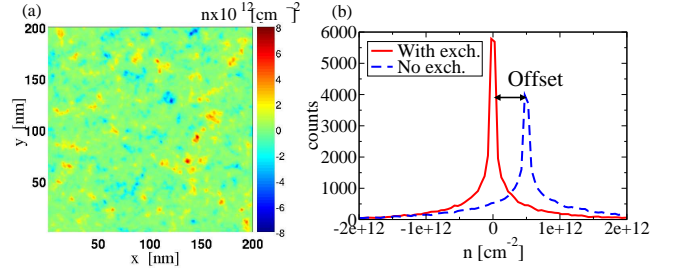 (a)
nx10^12[cm^-2]
200
150
100
50
y [nm]
50 100 150 200
x [nm]
8
6
4
2
0
-2
-4
-6
-8
(b)
6000
5000
4000
3000
2000
1000
0
counts
With exch.
No exch.
Offset
-2e+12 -1e+12 0 1e+12 2e+12
n [cm^-2]